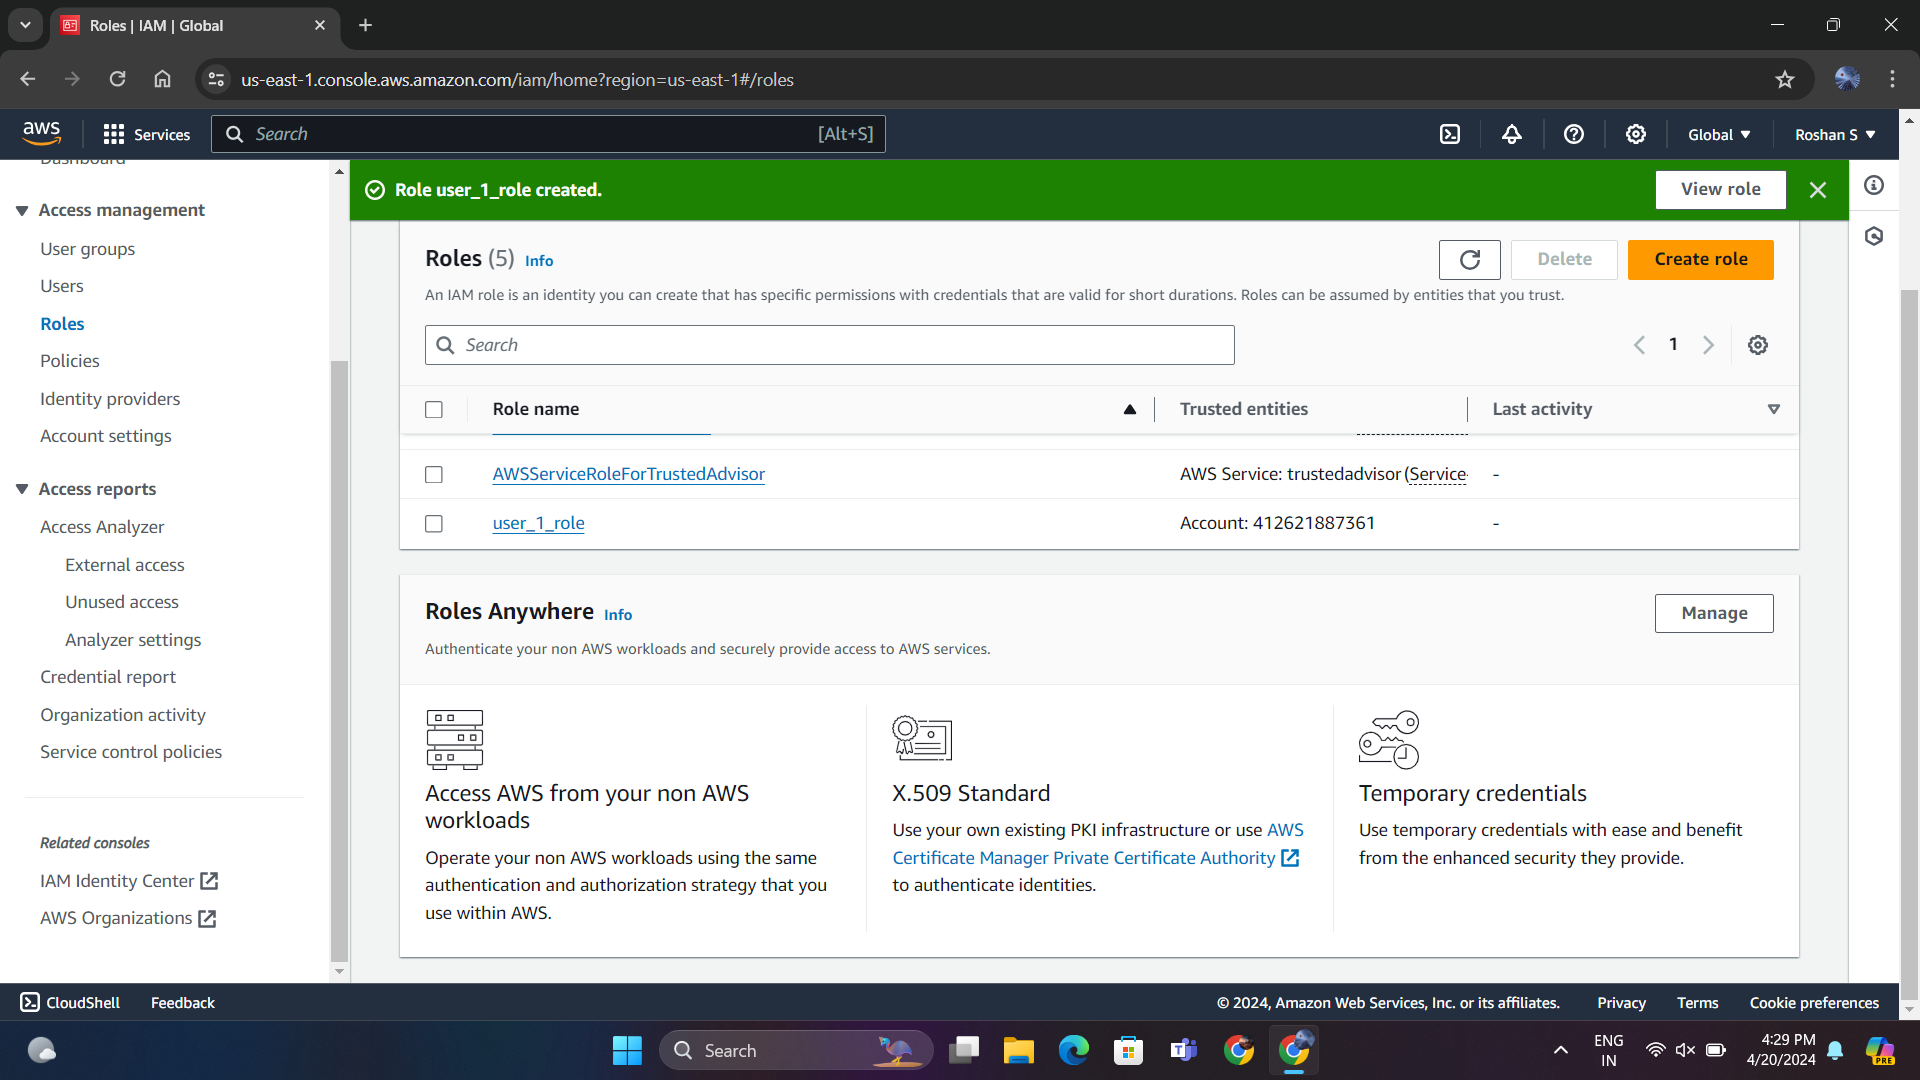 Roles | IAM | Global
us-east-1.console.aws.amazon.com/iam/home?region=us-east-1#/roles
aws
Services
Search
[Alt+S]
Global
Roshan S
Dashboard
Access management
User groups
Users
Roles
Policies
Identity providers
Account settings
Access reports
Access Analyzer
External access
Unused access
Analyzer settings
Credential report
Organization activity
Service control policies
Related consoles
IAM Identity Center
AWS Organizations
Role user_1_role created.
View role
Roles (5) Info
Delete
Create role
An IAM role is an identity you can create that has specific permissions with credentials that are valid for short durations. Roles can be assumed by entities that you trust.
Search
1
Role name
Trusted entities
Last activity
AWSServiceRoleForTrustedAdvisor
AWS Service: trustedadvisor (Service-
-
user_1_role
Account: 412621887361
-
Roles Anywhere Info
Manage
Authenticate your non AWS workloads and securely provide access to AWS services.
Access AWS from your non AWS
workloads
Operate your non AWS workloads using the same
authentication and authorization strategy that you
use within AWS.
X.509 Standard
Use your own existing PKI infrastructure or use AWS
Certificate Manager Private Certificate Authority
to authenticate identities.
Temporary credentials
Use temporary credentials with ease and benefit
from the enhanced security they provide.
CloudShell
Feedback
© 2024, Amazon Web Services, Inc. or its affiliates.
Privacy
Terms
Cookie preferences
Search
ENG
IN
4:29 PM
4/20/2024
PRE